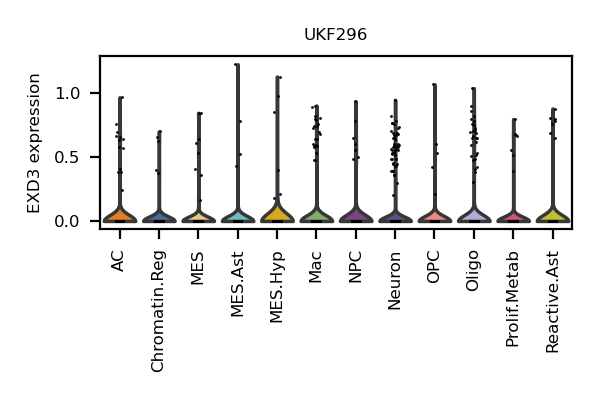 UKF296
EXD3 expression
1.0
0.5
0.0
AC
Chromatin.Reg
MES
MES.Ast
MES.Hyp
Mac
NPC
Neuron
OPC
Oligo
Prolif.Metab
Reactive.Ast